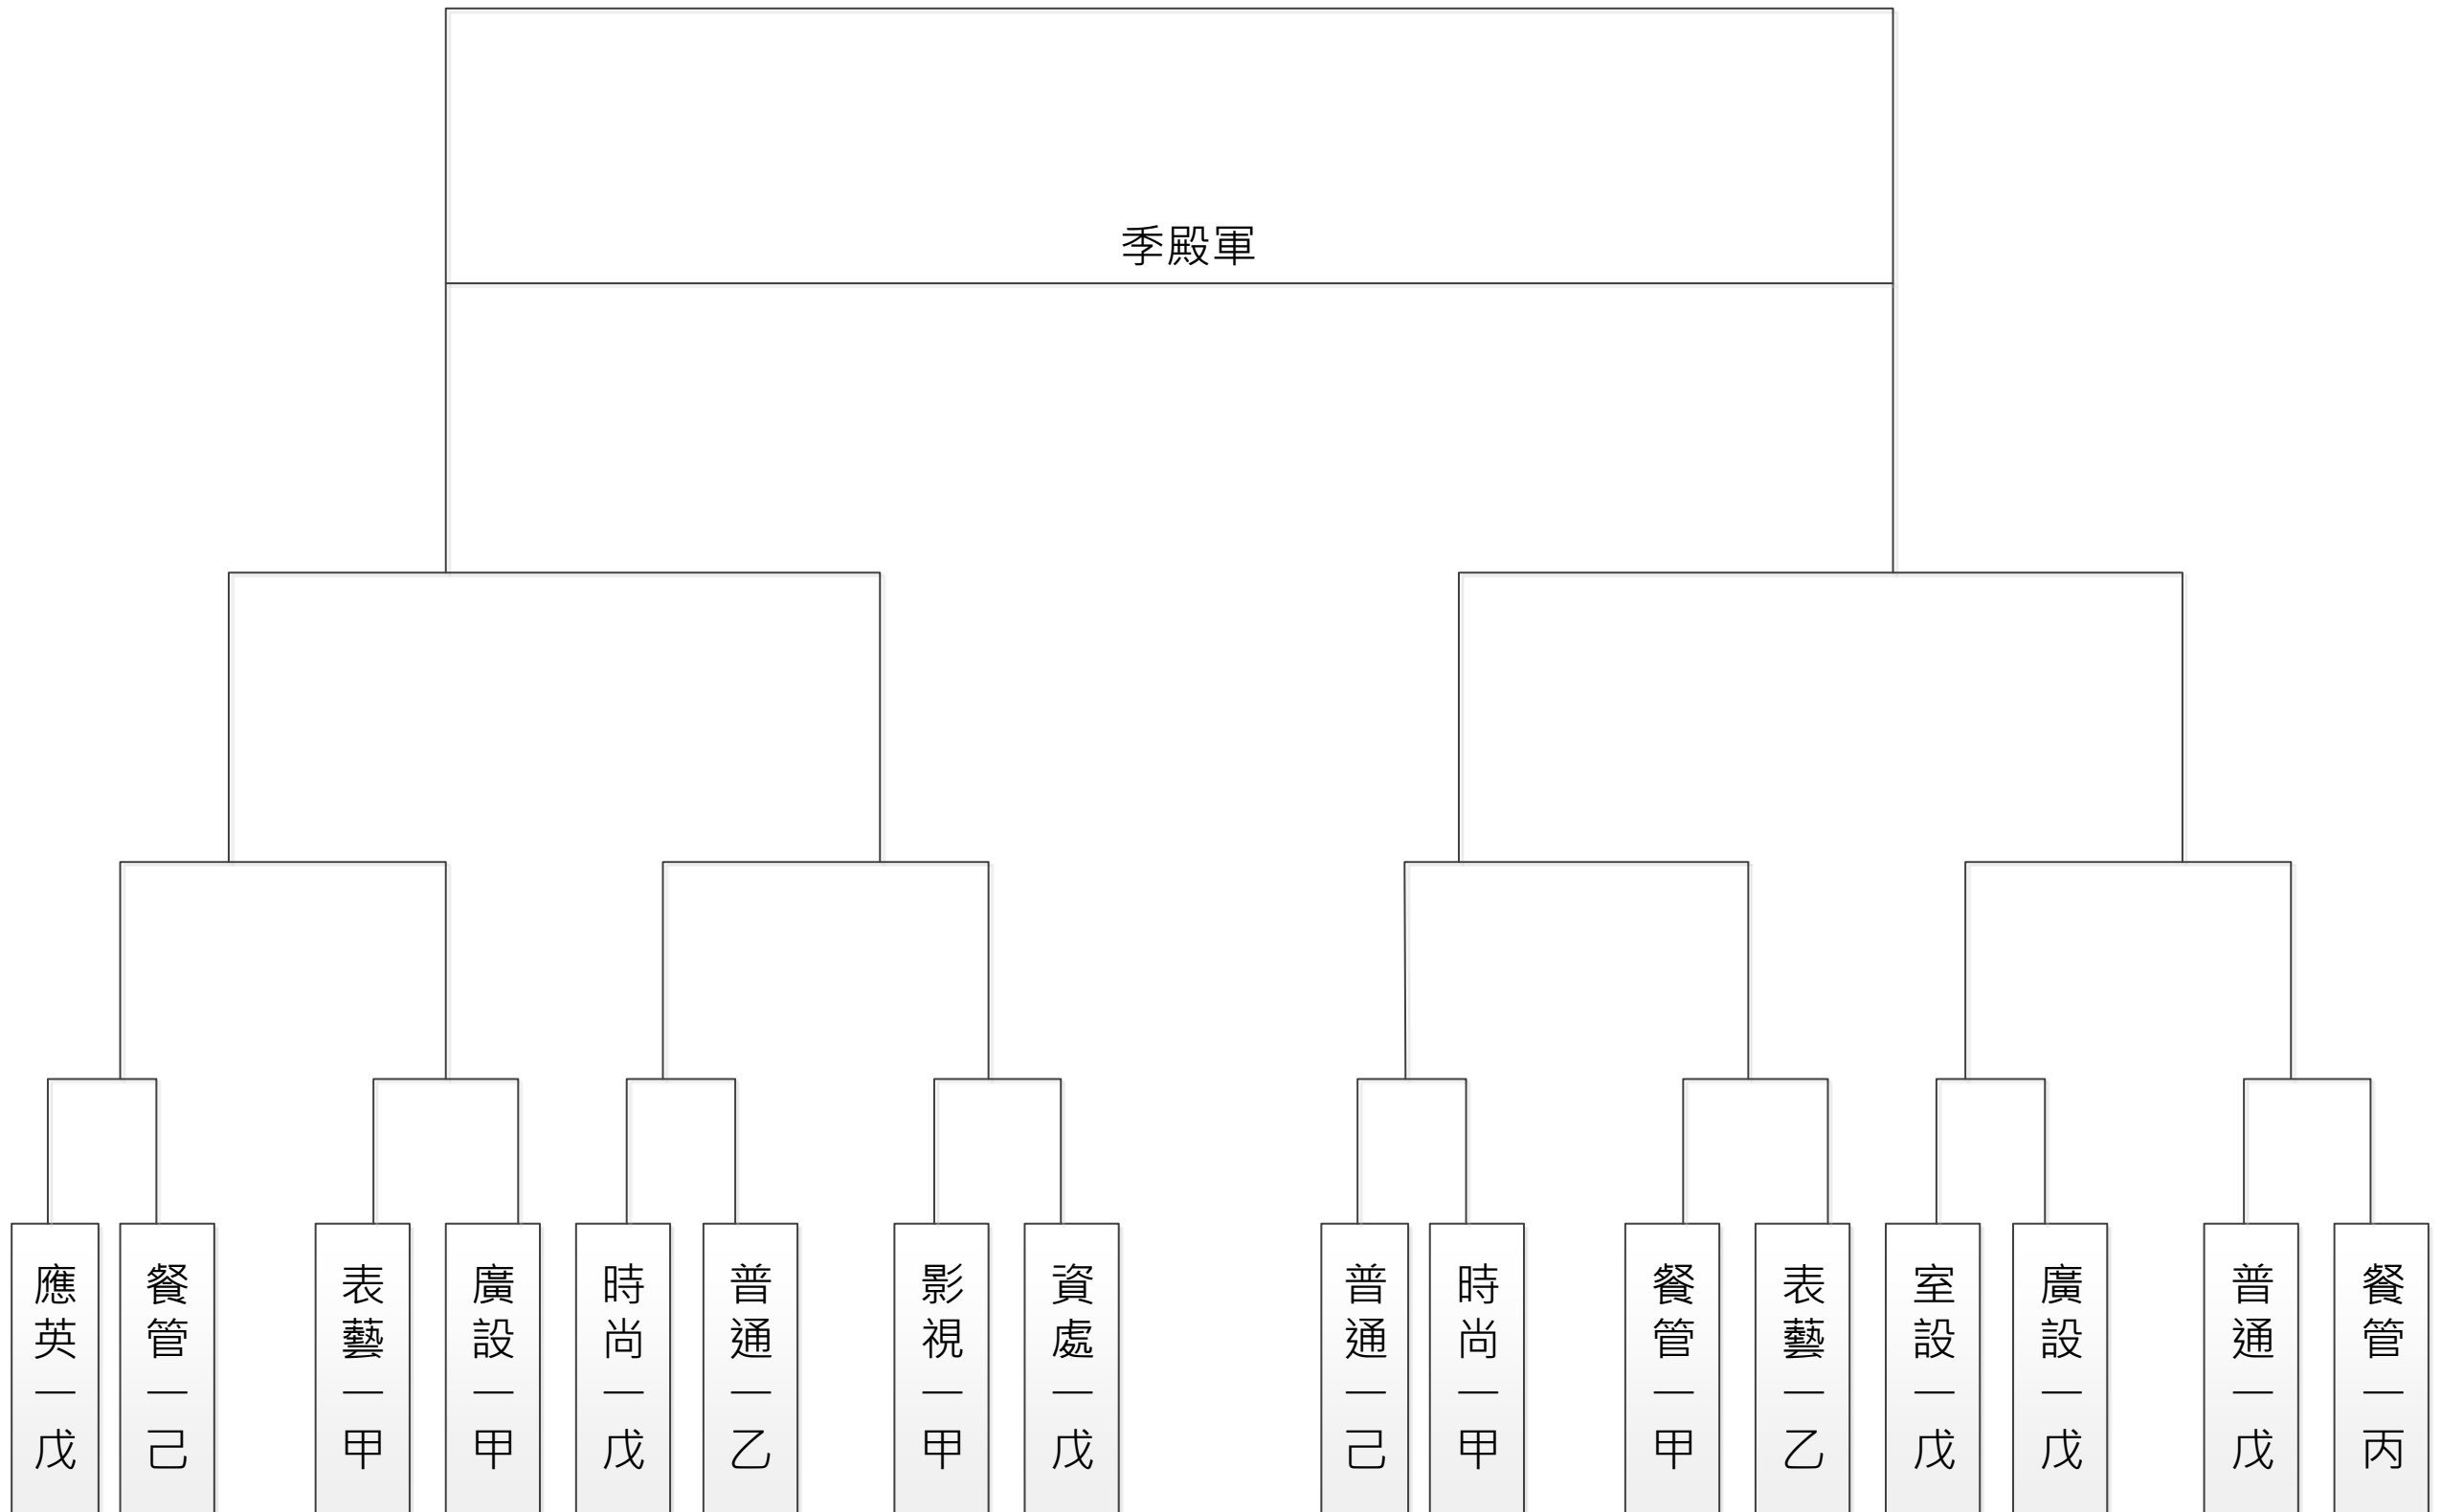 季殿軍
應英一戊
餐管一己
表藝一甲
廣設一甲
時尚一戊
普通一乙
影視一甲
資處一戊
普通一己
時尚一甲
餐管一甲
表藝一乙
室設一戊
廣設一戊
普通一戊
餐管一丙